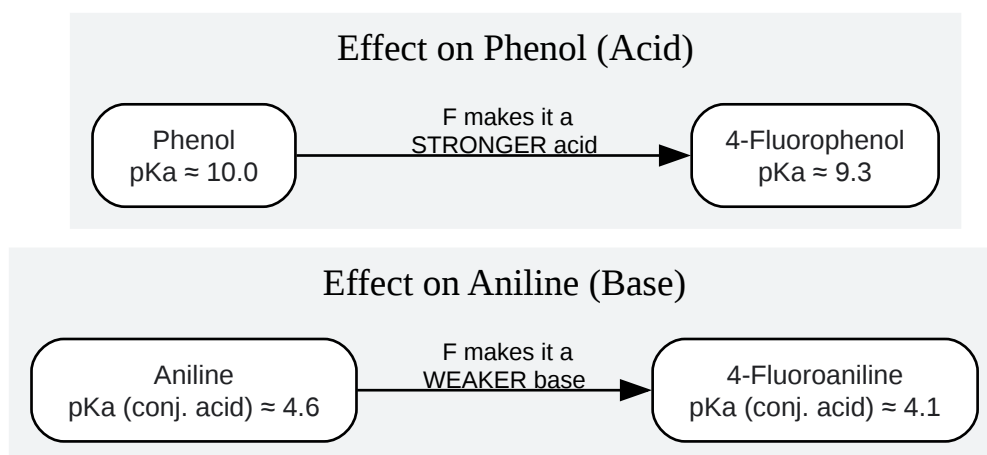 Effect on Phenol (Acid)
Phenol
pKa ≈ 10.0
F makes it a
STRONGER acid
4-Fluorophenol
pKa ≈ 9.3
Effect on Aniline (Base)
Aniline
pKa (conj. acid) ≈ 4.6
F makes it a
WEAKER base
4-Fluoroaniline
pKa (conj. acid) ≈ 4.1